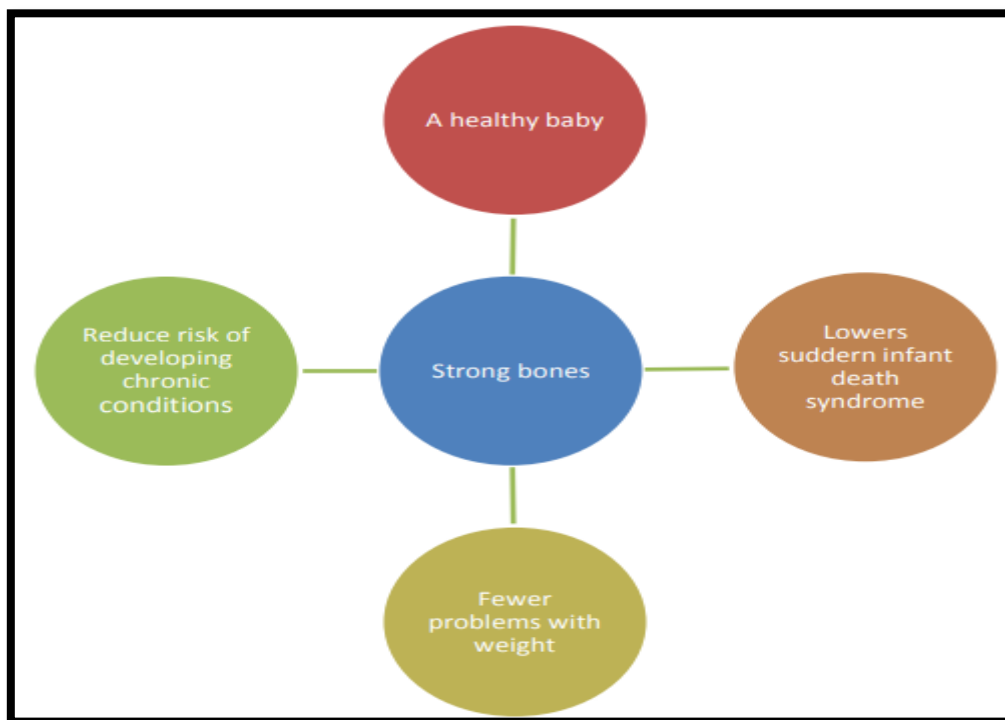 A healthy baby
Reduce risk of
developing
chronic
conditions
Strong bones
Lowers
suddern infant
death
syndrome
Fewer
problems with
weight